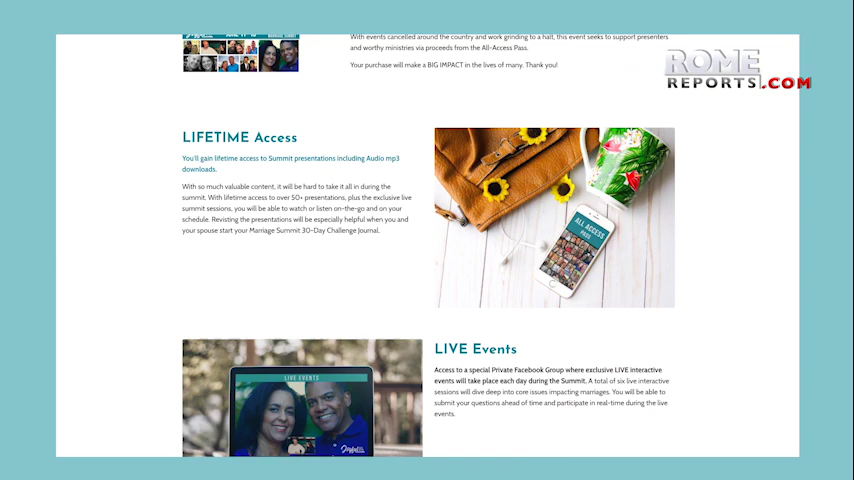 With events cancelled around the country and work grinding to a halt, this event seeks to support presenters
and worthy ministries via proceeds from the All-Access Pass.
Your purchase will make a BIG IMPACT in the lives of many. Thank you!
ROME
REPORTS.COM
LIFETIME Access
You'll gain lifetime access to Summit presentations including Audio mp3
downloads.
With so much valuable content, it will be hard to take it all in during the
summit. With lifetime access to over 50+ presentations, plus the exclusive live
summit sessions, you will be able to watch or listen on-the-go and on your
schedule. Revisting the presentations will be especially helpful when you and
your spouse start your Marriage Summit 30-Day Challenge Journal.
ALL ACCESS
PASS
LIVE Events
Access to a special Private Facebook Group where exclusive LIVE interactive
events will take place each day during the Summit. A total of six live interactive
sessions will dive deep into core issues impacting marriages. You will be able to
submit your questions ahead of time and participate in real-time during the live
events.
LIVE EVENTS